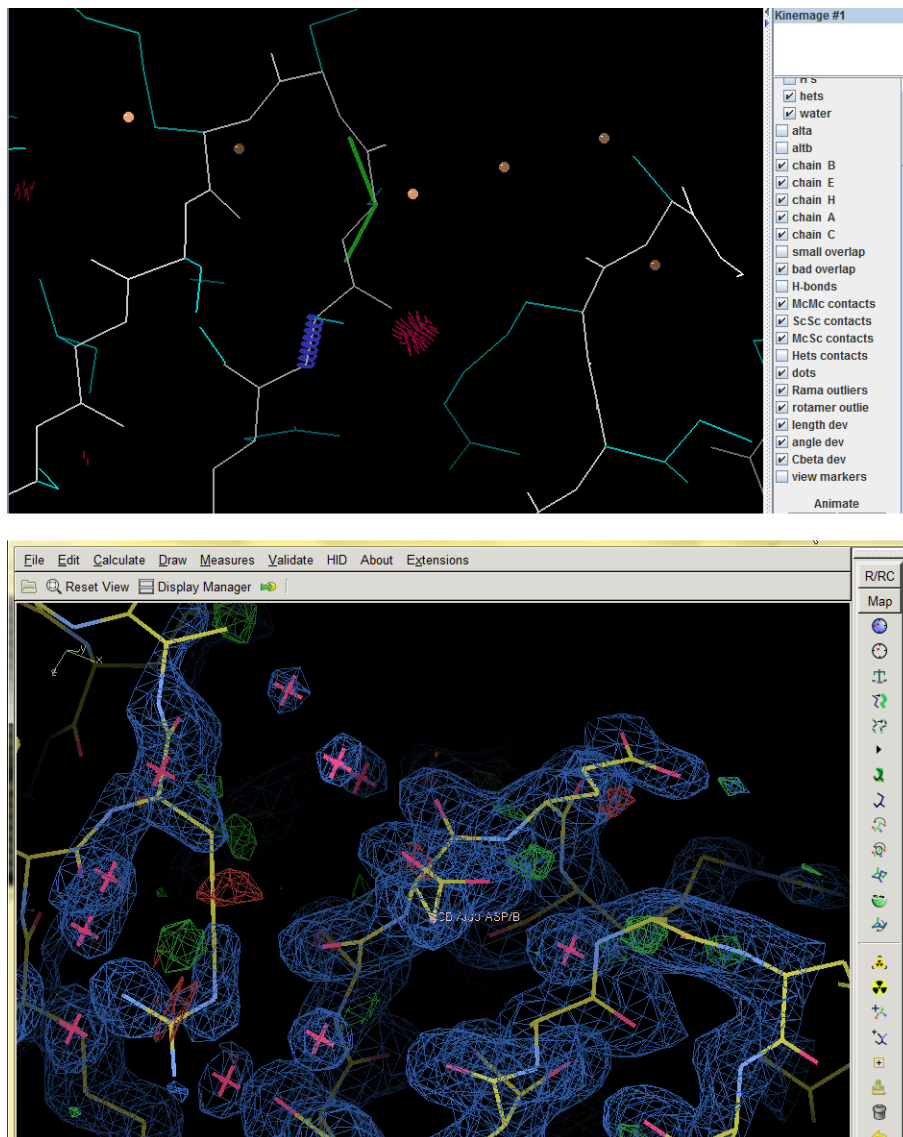 Kinemage #1
H's
hets
water
alta
altb
chain B
chain E
chain H
chain A
chain C
small overlap
bad overlap
H-bonds
McMc contacts
ScSc contacts
McSc contacts
Hets contacts
dots
Rama outliers
rotamer outlie
length dev
angle dev
Cbeta dev
view markers
Animate
File Edit Calculate Draw Measures Validate HID About Extensions
Reset View Display Manager
R/RC
Map
x
y
z
ASP/B